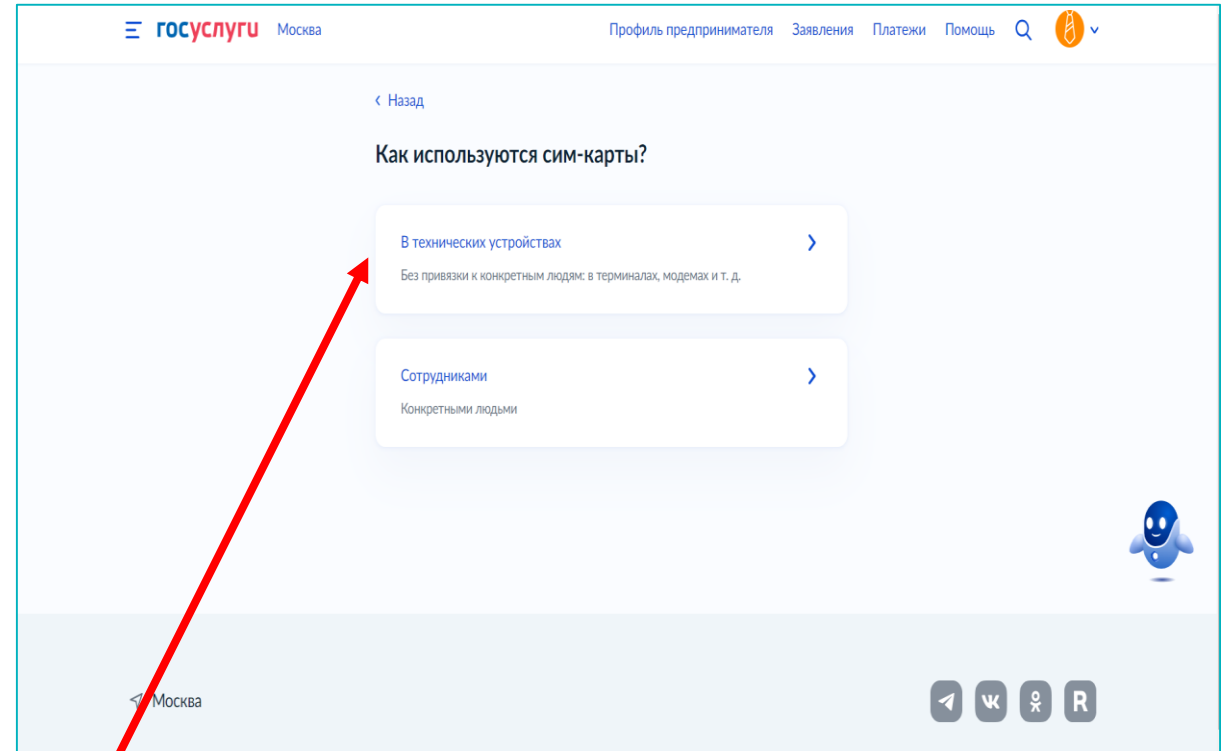 госуслуги Москва Профиль предпринимателя Заявления Платежи Помощь
Назад
Как используются сим-карты?
В технических устройствах
Без привязки к конкретным людям: в терминалах, модемах и т. д.
Сотрудниками
Конкретными людьми
Москва